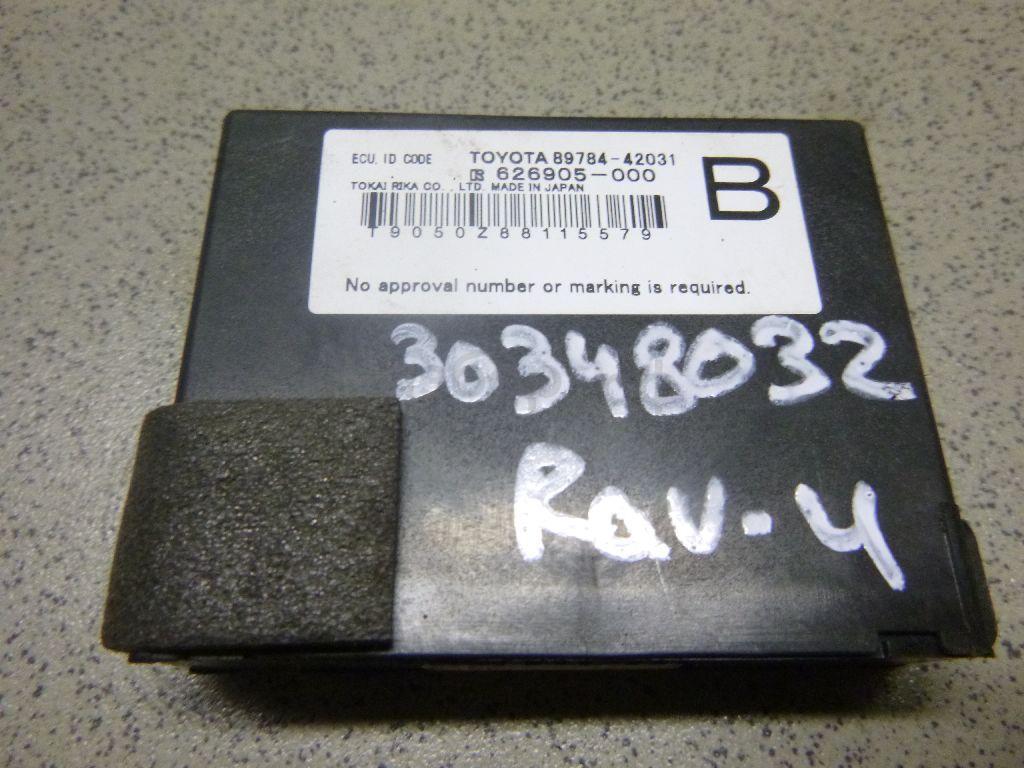 ECU, ID CODE TOYOTA 89784-42031
626905-000
TOKAI RIKA CO., LTD. MADE IN JAPAN
B
T9050Z88115579
No approval number or marking is required.
30348032
Rav-4